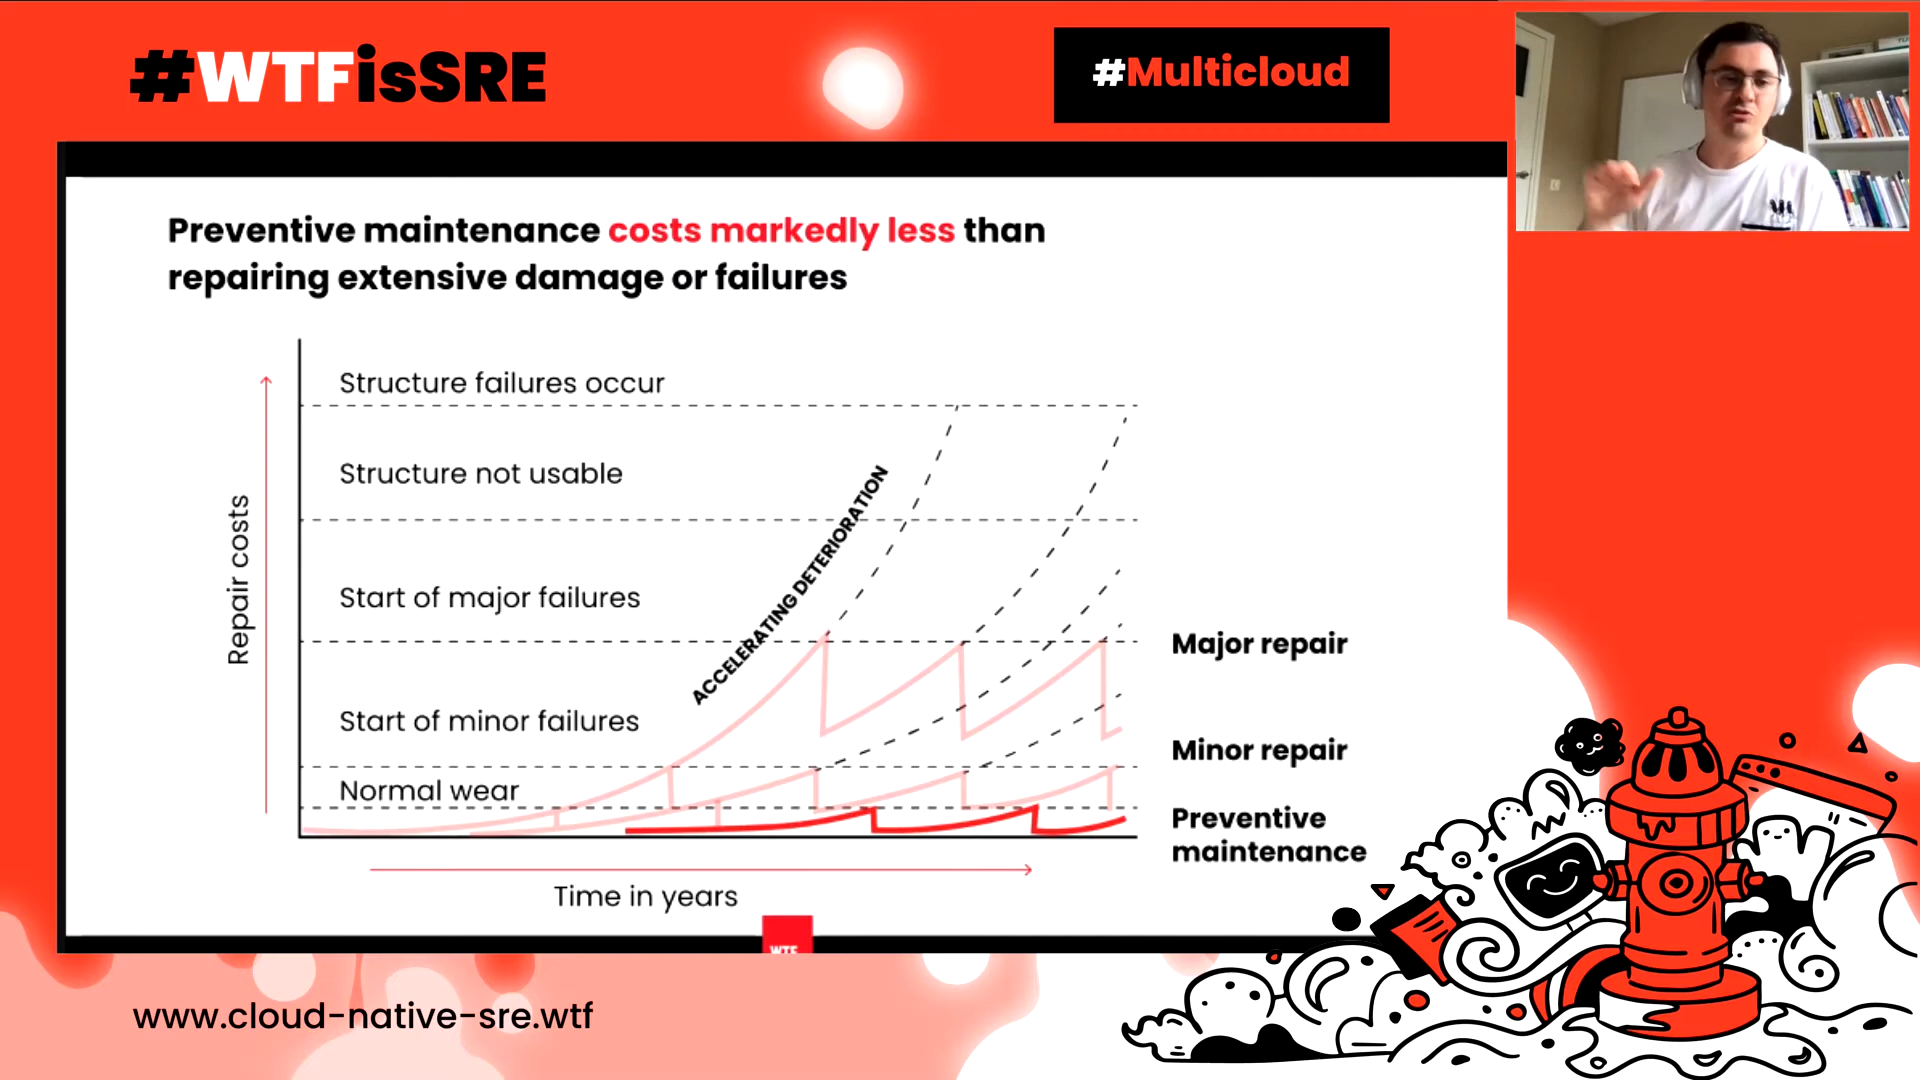 #WTFisSRE
#Multicloud
Preventive maintenance costs markedly less than
repairing extensive damage or failures
Structure failures occur
Structure not usable
Start of major failures
Start of minor failures
Normal wear
Repair costs
ACCELERATING DETERIORATION
Major repair
Minor repair
Preventive
maintenance
Time in years
WTF
www.cloud-native-sre.wtf